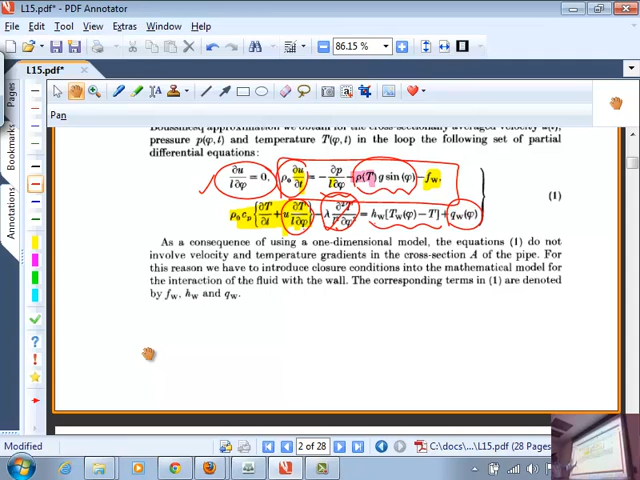 L15.pdf* - PDF Annotator
File Edit Tool View Extras Window Help
86.15 %
L15.pdf* ×
Pan
Pages
Bookmarks
Annotations
Boussinesq approximation we obtain for the cross-sectionally averaged velocity u(t),
pressure p(φ,t) and temperature T(φ,t) in the loop the following set of partial
differential equations:
∂u/l∂φ = 0, ρ₀ ∂u/∂t = −∂p/l∂φ − ρ(T) g sin(φ) − f_w,
ρ₀ c_p {∂T/∂t + u ∂T/l∂φ} − λ ∂²T/l²∂φ² = h_w[T_w(φ) − T] + q_w(φ)
(1)
As a consequence of using a one-dimensional model, the equations (1) do not
involve velocity and temperature gradients in the cross-section A of the pipe. For
this reason we have to introduce closure conditions into the mathematical model for
the interaction of the fluid with the wall. The corresponding terms in (1) are denoted
by f_w, h_w and q_w.
Modified
2 of 28
C:\docs\...\L15.pdf (28 Pages